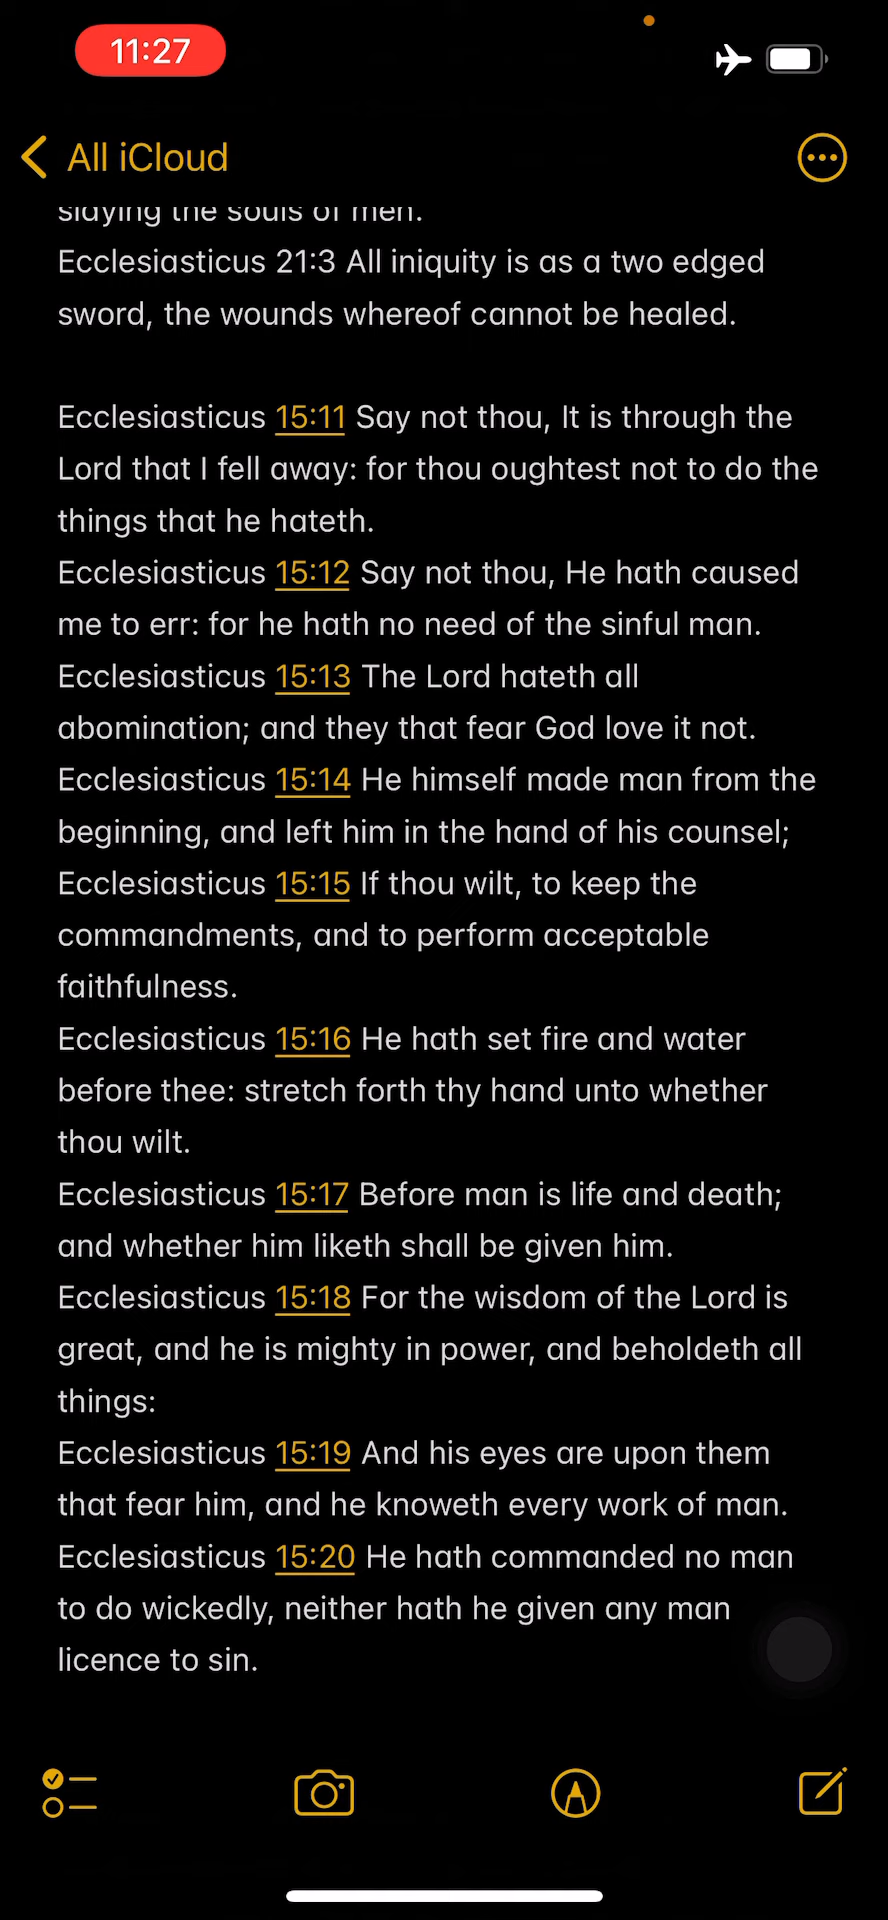 11:27
All iCloud
slaying the souls of men.
Ecclesiasticus 21:3 All iniquity is as a two edged
sword, the wounds whereof cannot be healed.
Ecclesiasticus 15:11 Say not thou, It is through the
Lord that I fell away: for thou oughtest not to do the
things that he hateth.
Ecclesiasticus 15:12 Say not thou, He hath caused
me to err: for he hath no need of the sinful man.
Ecclesiasticus 15:13 The Lord hateth all
abomination; and they that fear God love it not.
Ecclesiasticus 15:14 He himself made man from the
beginning, and left him in the hand of his counsel;
Ecclesiasticus 15:15 If thou wilt, to keep the
commandments, and to perform acceptable
faithfulness.
Ecclesiasticus 15:16 He hath set fire and water
before thee: stretch forth thy hand unto whether
thou wilt.
Ecclesiasticus 15:17 Before man is life and death;
and whether him liketh shall be given him.
Ecclesiasticus 15:18 For the wisdom of the Lord is
great, and he is mighty in power, and beholdeth all
things:
Ecclesiasticus 15:19 And his eyes are upon them
that fear him, and he knoweth every work of man.
Ecclesiasticus 15:20 He hath commanded no man
to do wickedly, neither hath he given any man
licence to sin.